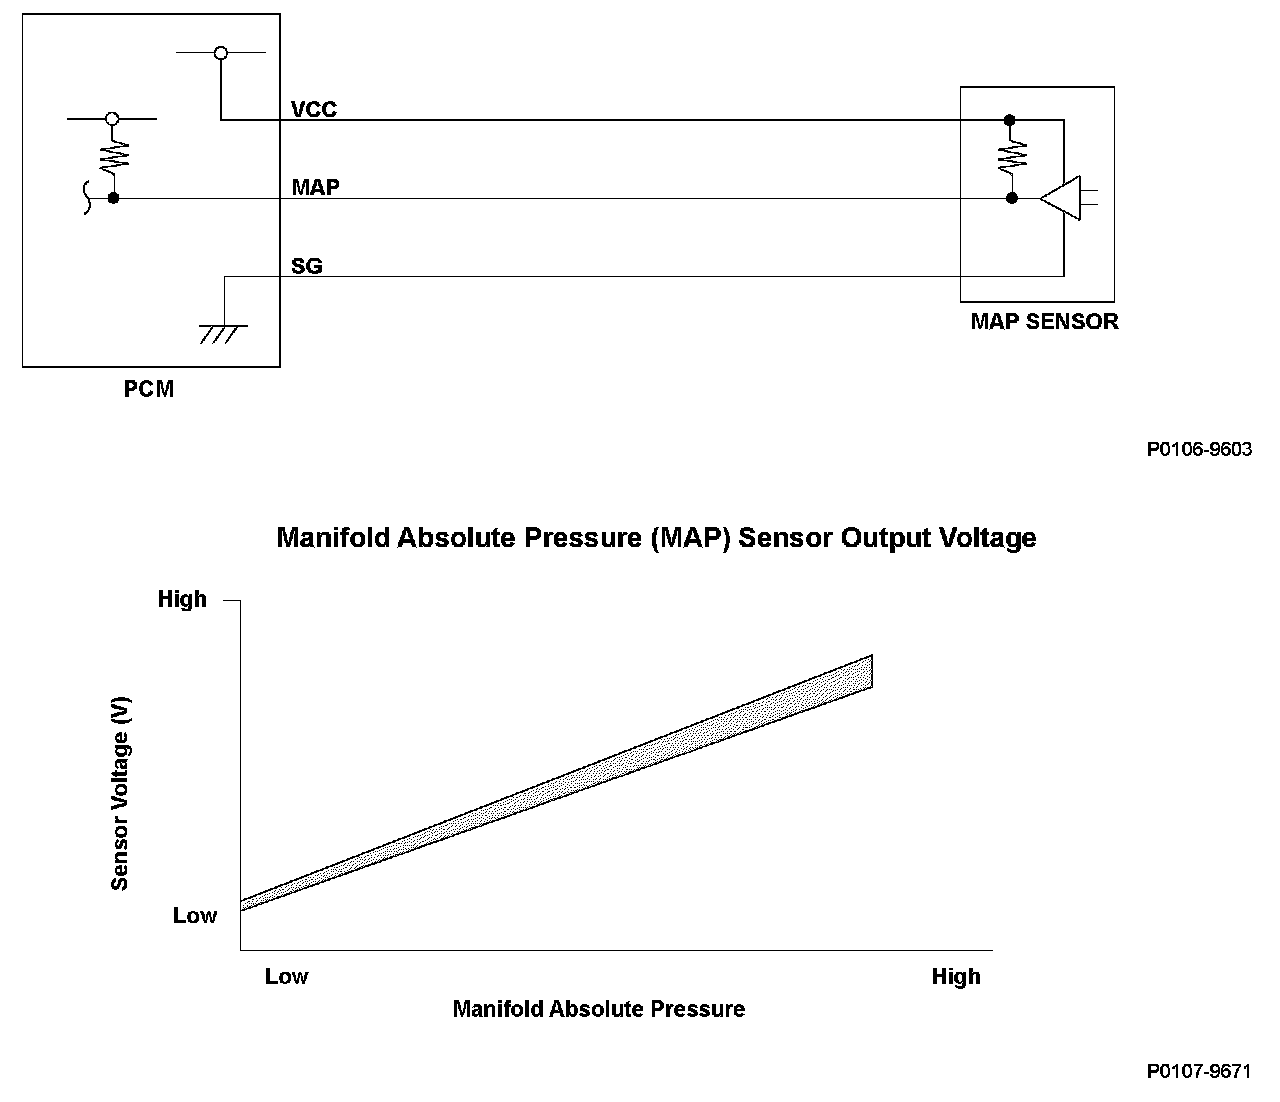 VCC
MAP
SG
MAP SENSOR
PCM
P0106-9603
Manifold Absolute Pressure (MAP) Sensor Output Voltage
High
Sensor Voltage (V)
Low
Low
High
Manifold Absolute Pressure
P0107-9671